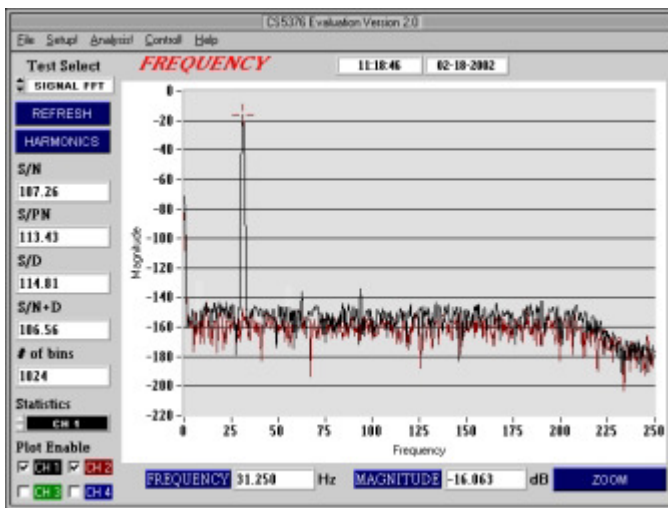 CS5376 Evaluation Version 2.0
File Setup! Analysis! Control! Help
Test Select
SIGNAL FFT
REFRESH
HARMONICS
S/N
107.26
S/PN
113.43
S/D
114.81
S/N+D
106.56
# of bins
1024
Statistics
CH 1
Plot Enable
CH 1 CH 2
CH 3 CH 4
FREQUENCY 11:18:46 02-18-2002
Magnitude
0
-20
-40
-60
-80
-100
-120
-140
-160
-180
-200
-220
0 25 50 75 100 125 150 175 200 225 250
Frequency
FREQUENCY 31.250 Hz MAGNITUDE -16.063 dB ZOOM